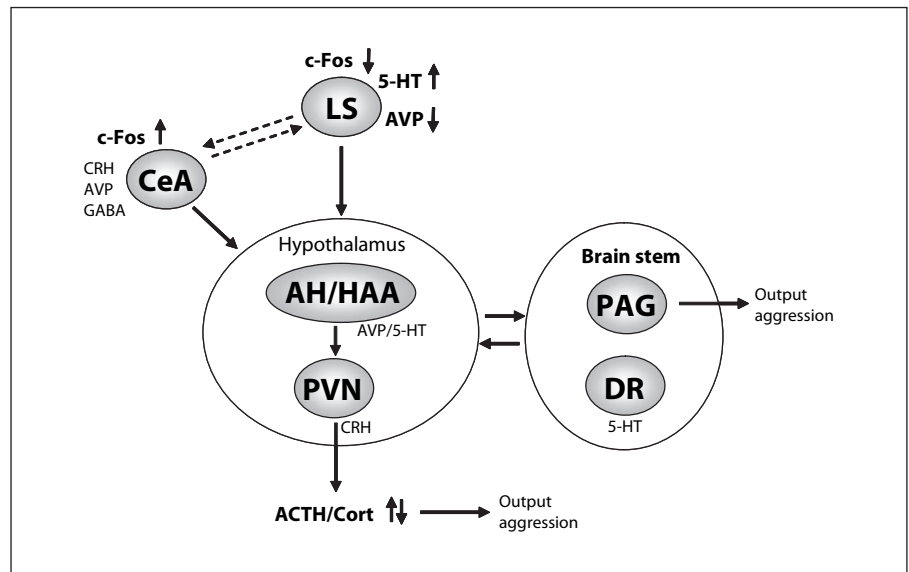 c-Fos ↓
5-HT ↑
LS
AVP ↓
c-Fos ↑
CRH
AVP
GABA
CeA
Hypothalamus
AH/HAA
AVP/5-HT
PVN
CRH
ACTH/Cort ↑↓
Output
aggression
Brain stem
PAG
Output
aggression
DR
5-HT